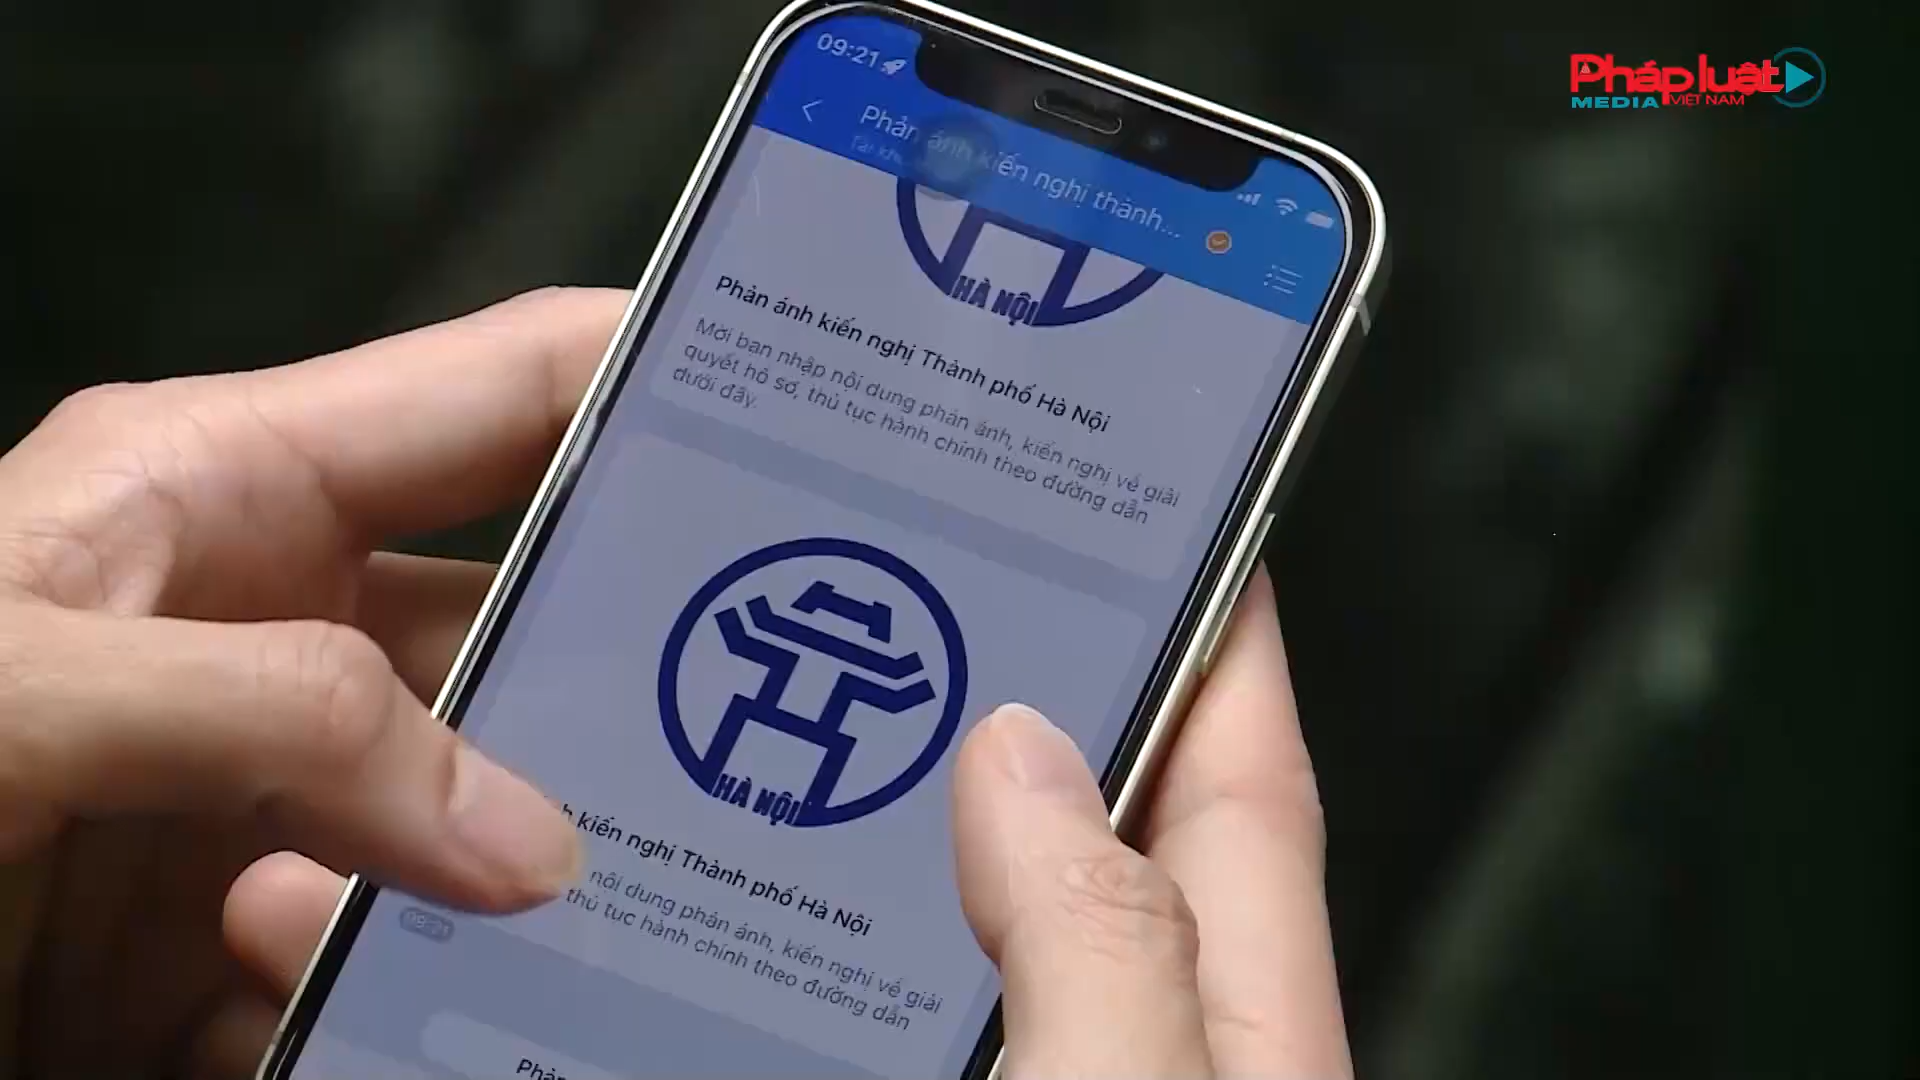 09:21
Phápluật
MEDIA VIỆT NAM
Phản ánh kiến nghị thành...
HÀ NỘI
Phản ánh kiến nghị Thành phố Hà Nội
Mời bạn nhập nội dung phản ánh, kiến nghị về giải
quyết hồ sơ, thủ tục hành chính theo đường dẫn
dưới đây.
HÀ NỘI
kiến nghị Thành phố Hà Nội
nội dung phản ánh, kiến nghị về giải
thủ tục hành chính theo đường dẫn
09:21